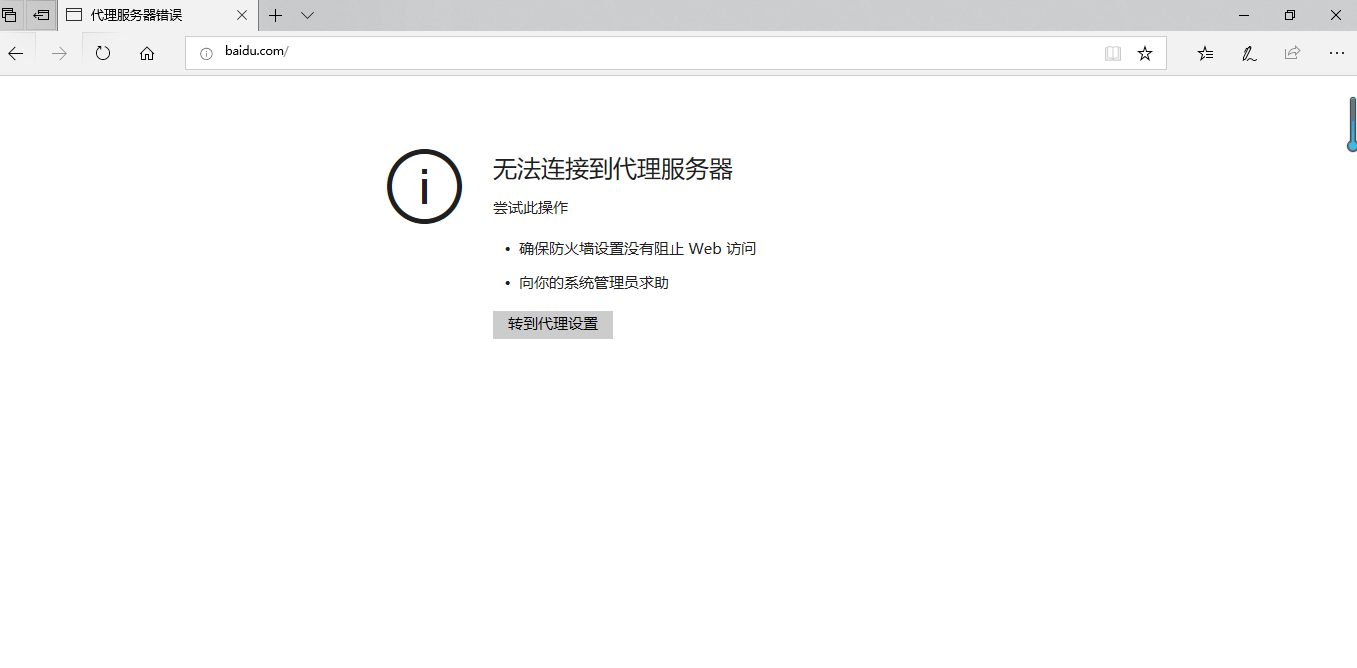 代理服务器错误
baidu.com/
无法连接到代理服务器
尝试此操作
• 确保防火墙设置没有阻止 Web 访问
• 向你的系统管理员求助
转到代理设置